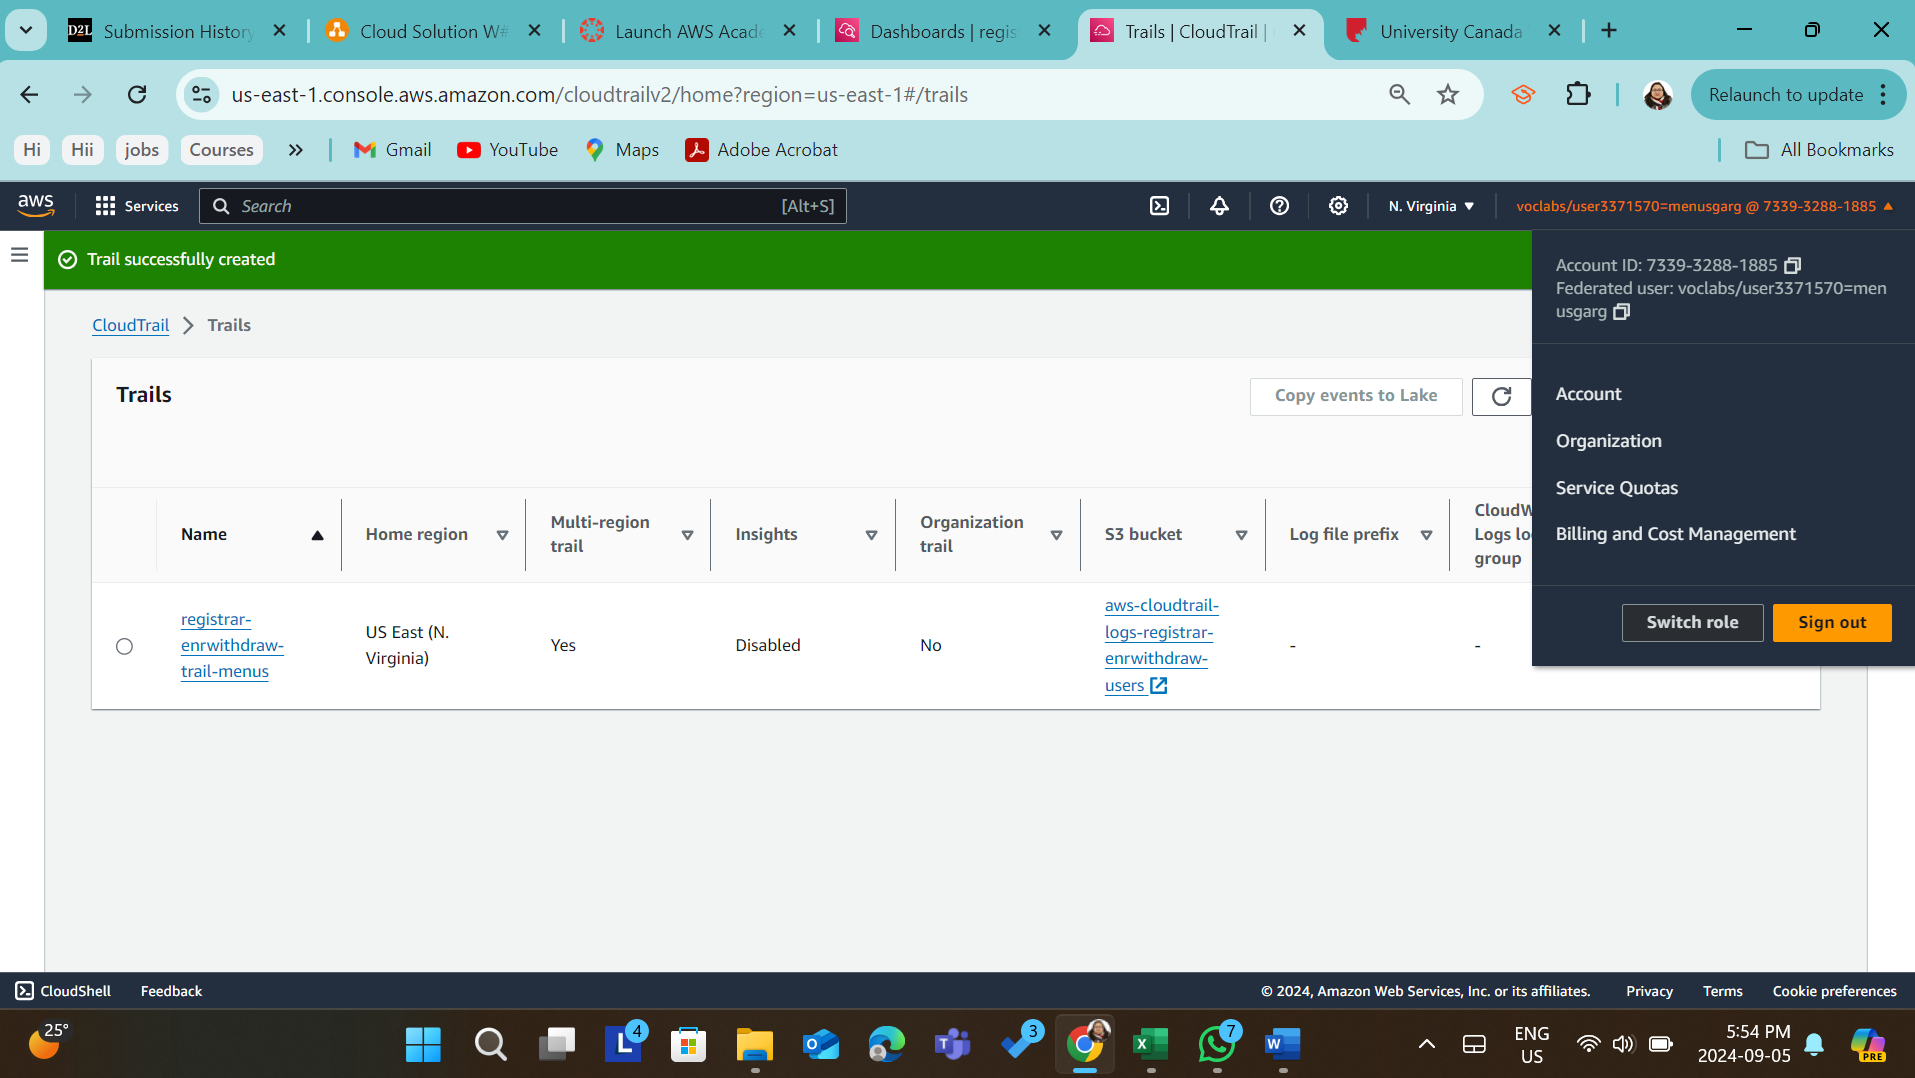 Submission History
Cloud Solution W#
Launch AWS Acade
Dashboards | regis
Trails | CloudTrail |
University Canada
us-east-1.console.aws.amazon.com/cloudtrailv2/home?region=us-east-1#/trails
Relaunch to update
Hi
Hii
jobs
Courses
Gmail
YouTube
Maps
Adobe Acrobat
All Bookmarks
aws
Services
Search
[Alt+S]
N. Virginia
voclabs/user3371570=menusgarg @ 7339-3288-1885
Trail successfully created
Account ID: 7339-3288-1885
Federated user: voclabs/user3371570=men
usgarg
Account
Organization
Service Quotas
Billing and Cost Management
Switch role
Sign out
CloudTrail
Trails
Trails
Copy events to Lake
Name
Home region
Multi-region
trail
Insights
Organization
trail
S3 bucket
Log file prefix
CloudW
Logs lo
group
registrar-
enrwithdraw-
trail-menus
US East (N.
Virginia)
Yes
Disabled
No
aws-cloudtrail-
logs-registrar-
enrwithdraw-
users
-
-
CloudShell
Feedback
© 2024, Amazon Web Services, Inc. or its affiliates.
Privacy
Terms
Cookie preferences
25°
4
3
7
ENG
US
5:54 PM
2024-09-05
PRE